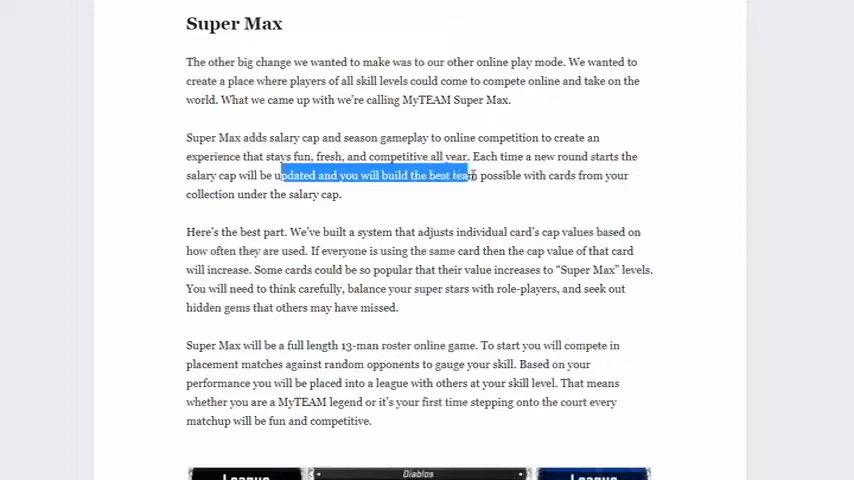 Super Max
The other big change we wanted to make was to our other online play mode. We wanted to
create a place where players of all skill levels could come to compete online and take on the
world. What we came up with we're calling MyTEAM Super Max.
Super Max adds salary cap and season gameplay to online competition to create an
experience that stays fun, fresh, and competitive all year. Each time a new round starts the
salary cap will be updated and you will build the best team possible with cards from your
collection under the salary cap.
Here's the best part. We've built a system that adjusts individual card's cap values based on
how often they are used. If everyone is using the same card then the cap value of that card
will increase. Some cards could be so popular that their value increases to “Super Max” levels.
You will need to think carefully, balance your super stars with role-players, and seek out
hidden gems that others may have missed.
Super Max will be a full length 13-man roster online game. To start you will compete in
placement matches against random opponents to gauge your skill. Based on your
performance you will be placed into a league with others at your skill level. That means
whether you are a MyTEAM legend or it's your first time stepping onto the court every
matchup will be fun and competitive.
League Diablos League